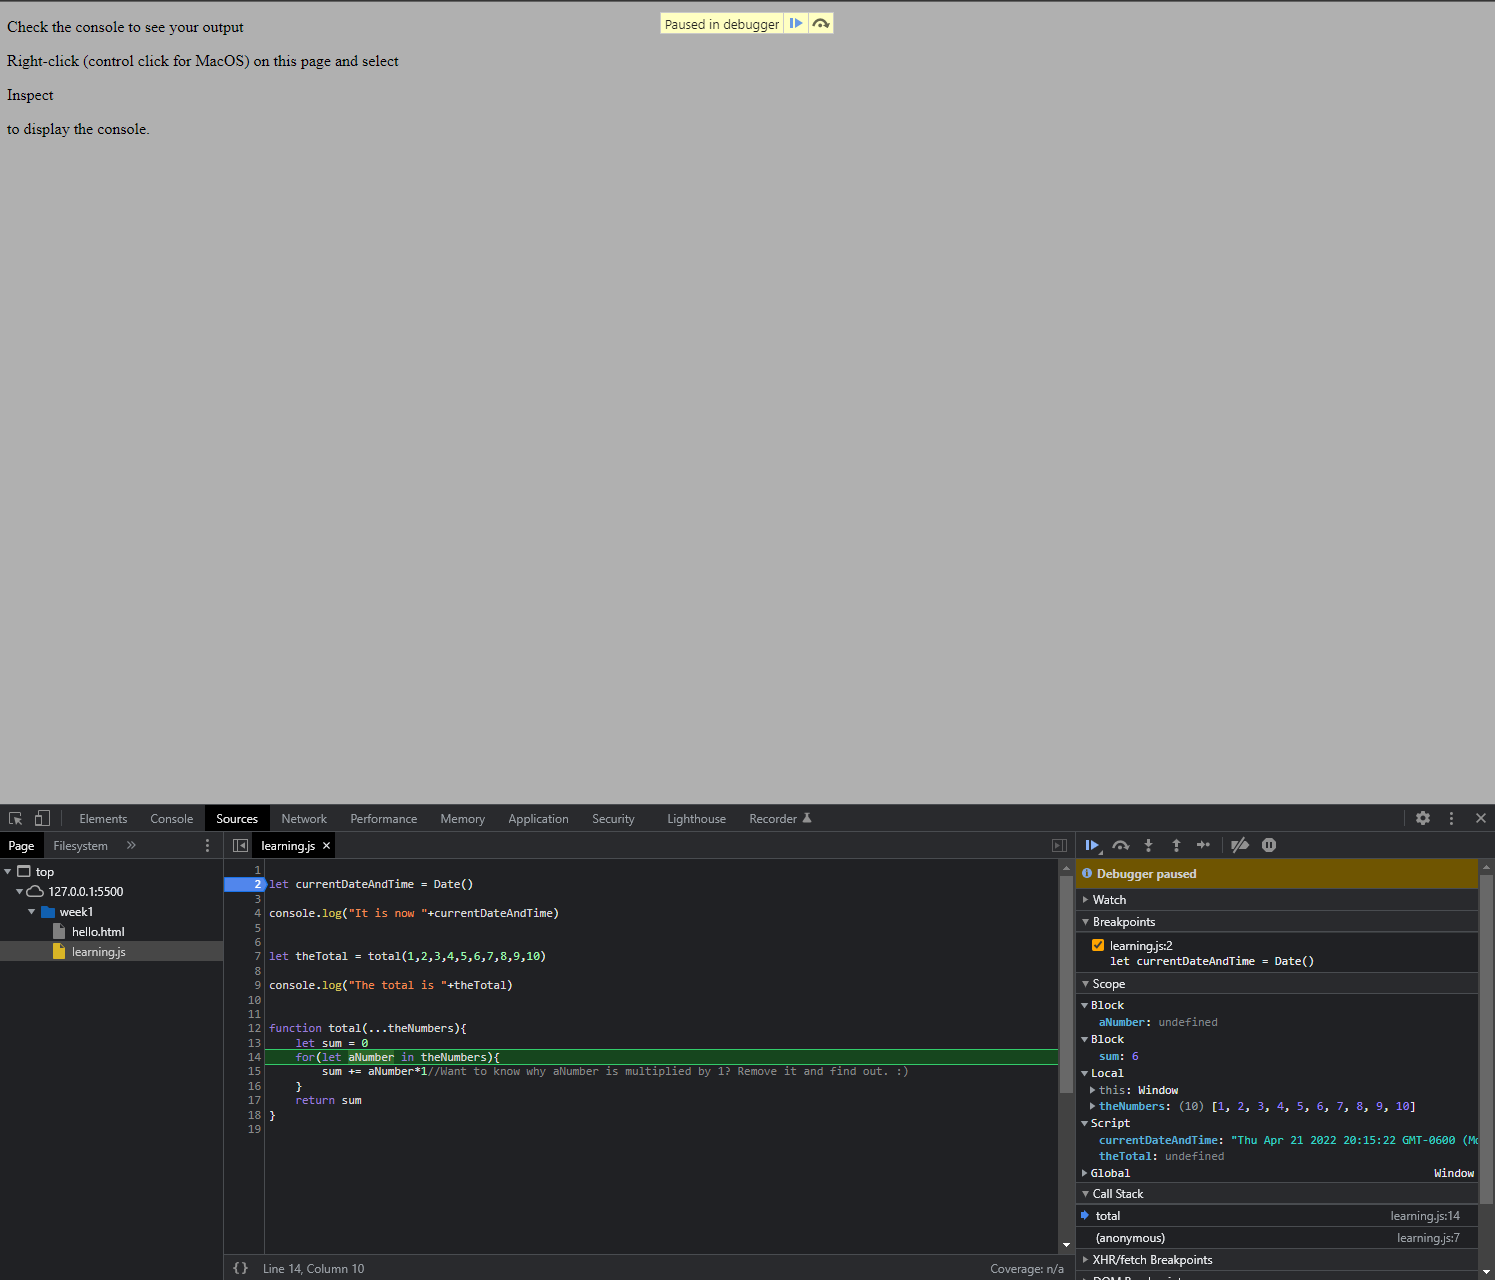 Check the console to see your output
Paused in debugger
Right-click (control click for MacOS) on this page and select
Inspect
to display the console.
Elements Console Sources Network Performance Memory Application Security Lighthouse Recorder
Page Filesystem »
learning.js ×
top
127.0.0.1:5500
week1
hello.html
learning.js
1
2 let currentDateAndTime = Date()
3
4 console.log("It is now "+currentDateAndTime)
5
6
7 let theTotal = total(1,2,3,4,5,6,7,8,9,10)
8
9 console.log("The total is "+theTotal)
10
11
12 function total(...theNumbers){
13 let sum = 0
14 for(let aNumber in theNumbers){
15 sum += aNumber*1//Want to know why aNumber is multiplied by 1? Remove it and find out. :)
16 }
17 return sum
18 }
19
{} Line 14, Column 10 Coverage: n/a
Debugger paused
Watch
Breakpoints
learning.js:2
let currentDateAndTime = Date()
Scope
Block
aNumber: undefined
Block
sum: 6
Local
this: Window
theNumbers: (10) [1, 2, 3, 4, 5, 6, 7, 8, 9, 10]
Script
currentDateAndTime: "Thu Apr 21 2022 20:15:22 GMT-0600 (Mo
theTotal: undefined
Global Window
Call Stack
total learning.js:14
(anonymous) learning.js:7
XHR/fetch Breakpoints